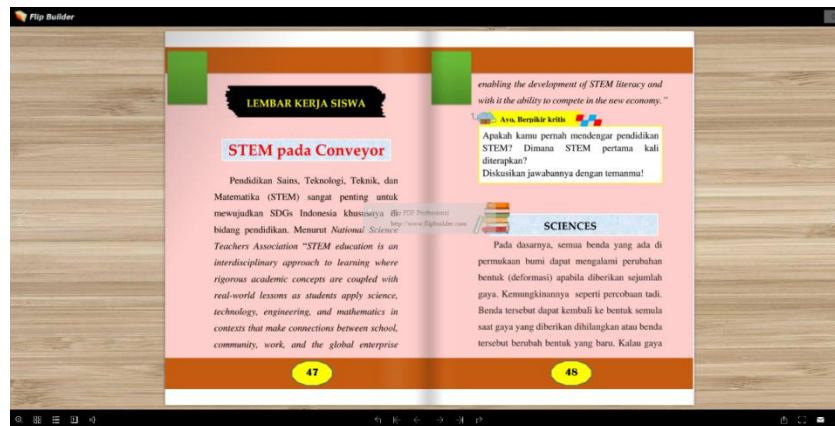 Flip Builder
LEMBAR KERJA SISWA
STEM pada Conveyor
Pendidikan Sains, Teknologi, Teknik, dan
Matematika (STEM) sangat penting untuk
mewujudkan SDGs Indonesia khususnya di
bidang pendidikan. Menurut National Science
Teachers Association "STEM education is an
interdisciplinary approach to learning where
rigorous academic concepts are coupled with
real-world lessons as students apply science,
technology, engineering, and mathematics in
contexts that make connections between school,
community, work, and the global enterprise
47
enabling the development of STEM literacy and
with it the ability to compete in the new economy."
Ayo, Berpikir kritis
Apakah kamu pernah mendengar pendidikan
STEM? Dimana STEM pertama kali
diterapkan?
Diskusikan jawabannya dengan temanmu!
SCIENCES
Pada dasarnya, semua benda yang ada di
permukaan bumi dapat mengalami perubahan
bentuk (deformasi) apabila diberikan sejumlah
gaya. Kemungkinannya seperti percobaan tadi.
Benda tersebut dapat kembali ke bentuk semula
saat gaya yang diberikan dihilangkan atau benda
tersebut berubah bentuk yang baru. Kalau gaya
48
PDF Professional
http://www.flipbuilder.com